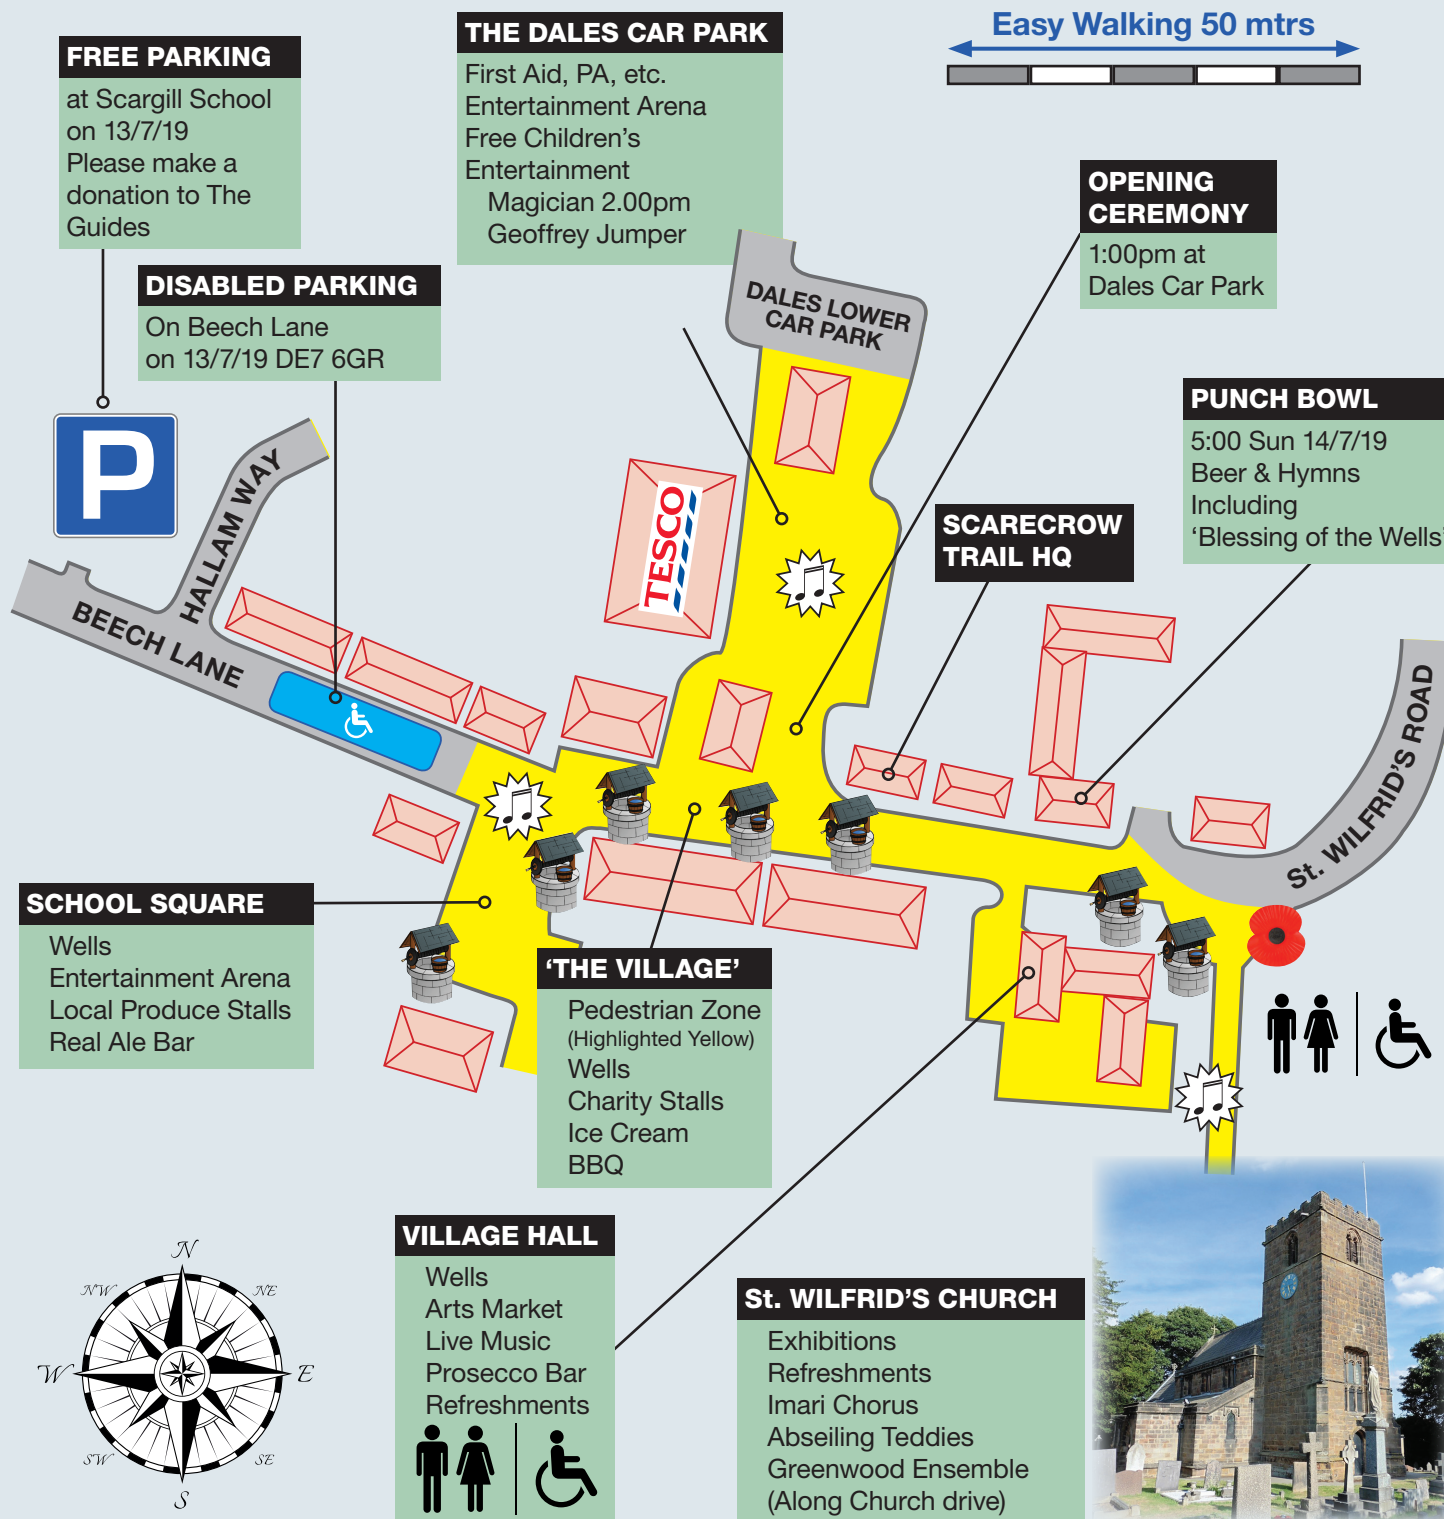 Easy Walking 50 mtrs
FREE PARKING
at Scargill School
on 13/7/19
Please make a
donation to The
Guides
THE DALES CAR PARK
First Aid, PA, etc.
Entertainment Arena
Free Children's
Entertainment
Magician 2.00pm
Geoffrey Jumper
OPENING
CEREMONY
1:00pm at
Dales Car Park
DISABLED PARKING
On Beech Lane
on 13/7/19 DE7 6GR
DALES LOWER
CAR PARK
P
PUNCH BOWL
5:00 Sun 14/7/19
Beer & Hymns
Including
‘Blessing of the Wells’
HALLAM WAY
BEECH LANE
TESCO
SCARECROW
TRAIL HQ
St. WILFRID'S ROAD
SCHOOL SQUARE
Wells
Entertainment Arena
Local Produce Stalls
Real Ale Bar
‘THE VILLAGE’
Pedestrian Zone
(Highlighted Yellow)
Wells
Charity Stalls
Ice Cream
BBQ
VILLAGE HALL
Wells
Arts Market
Live Music
Prosecco Bar
Refreshments
St. WILFRID'S CHURCH
Exhibitions
Refreshments
Imari Chorus
Abseiling Teddies
Greenwood Ensemble
(Along Church drive)
N
NW
NE
W
E
SW
SE
S